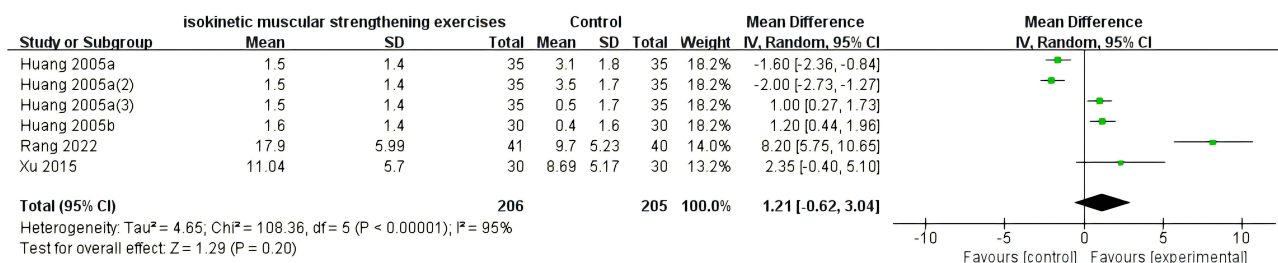 isokinetic muscular strengthening exercises Control Mean Difference Mean Difference
Study or Subgroup Mean SD Total Mean SD Total Weight IV, Random, 95% CI IV, Random, 95% CI
Huang 2005a 1.5 1.4 35 3.1 1.8 35 18.2% -1.60 [-2.36, -0.84]
Huang 2005a(2) 1.5 1.4 35 3.5 1.7 35 18.2% -2.00 [-2.73, -1.27]
Huang 2005a(3) 1.5 1.4 35 0.5 1.7 35 18.2% 1.00 [0.27, 1.73]
Huang 2005b 1.6 1.4 30 0.4 1.6 30 18.2% 1.20 [0.44, 1.96]
Rang 2022 17.9 5.99 41 9.7 5.23 40 14.0% 8.20 [5.75, 10.65]
Xu 2015 11.04 5.7 30 8.69 5.17 30 13.2% 2.35 [-0.40, 5.10]
Total (95% CI) 206 205 100.0% 1.21 [-0.62, 3.04]
Heterogeneity: Tau² = 4.65; Chi² = 108.36, df = 5 (P < 0.00001); I² = 95%
Test for overall effect: Z = 1.29 (P = 0.20)
-10 -5 0 5 10
Favours [control] Favours [experimental]